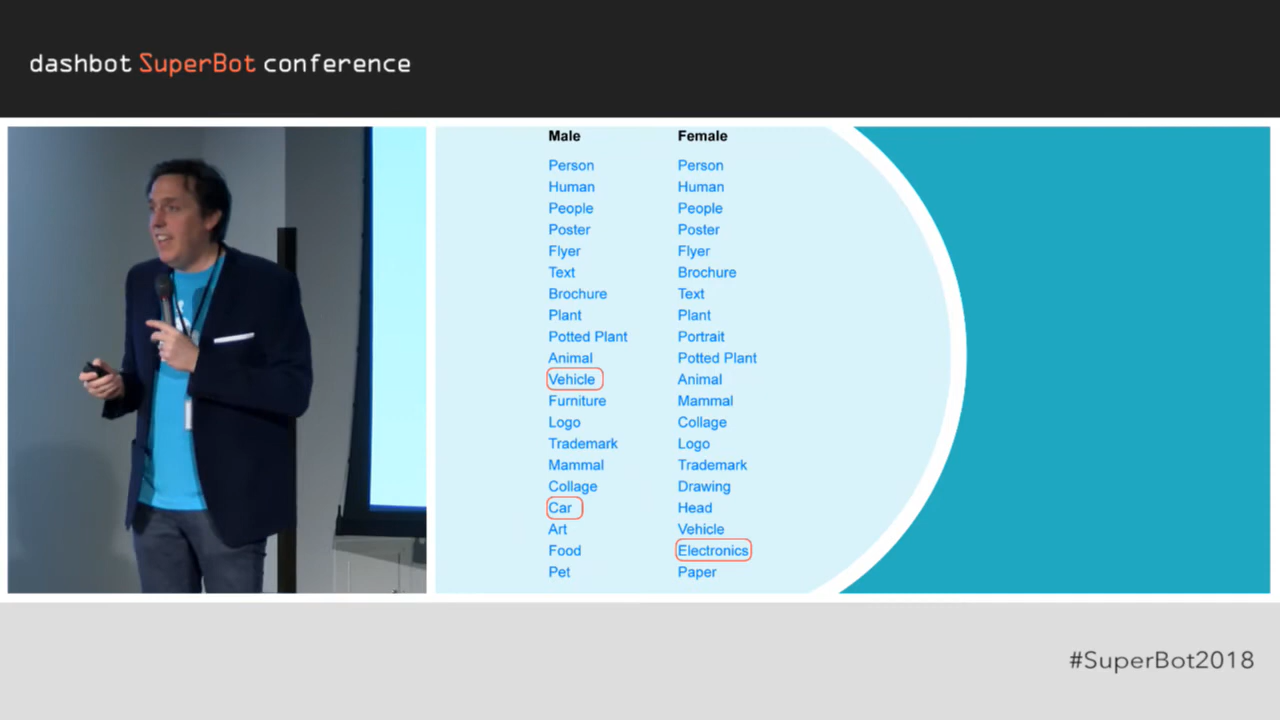 dashbot SuperBot conference
Male Female
Person Person
Human Human
People People
Poster Poster
Flyer Flyer
Text Brochure
Brochure Text
Plant Plant
Potted Plant Portrait
Animal Potted Plant
Vehicle Animal
Furniture Mammal
Logo Collage
Trademark Logo
Mammal Trademark
Collage Drawing
Car Head
Art Vehicle
Food Electronics
Pet Paper
#SuperBot2018